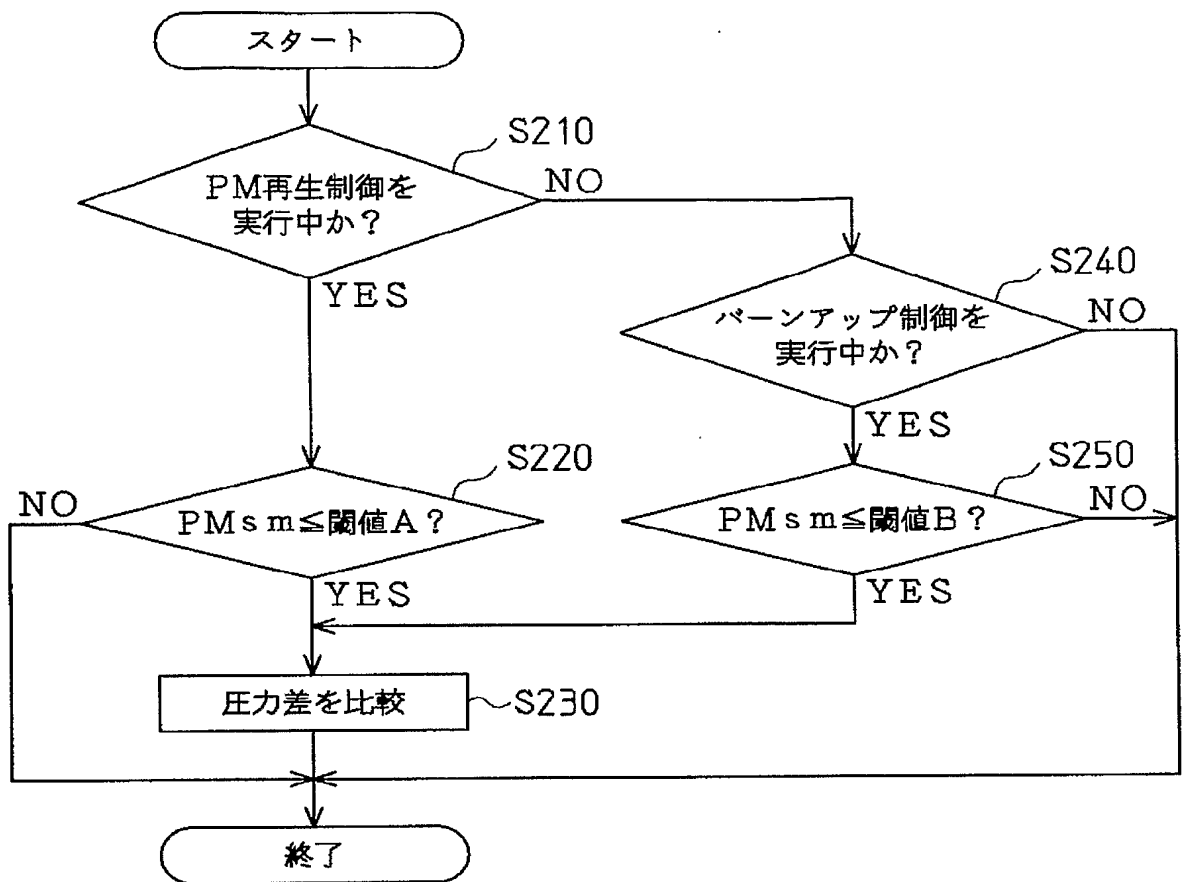 スタート
S210
PM再生制御を
実行中か？
NO
YES
S240
バーンアップ制御を
実行中か？
NO
YES
S220
NO
PMsm≦閾値A？
YES
S250
PMsm≦閾値B？
NO
YES
圧力差を比較
S230
終了